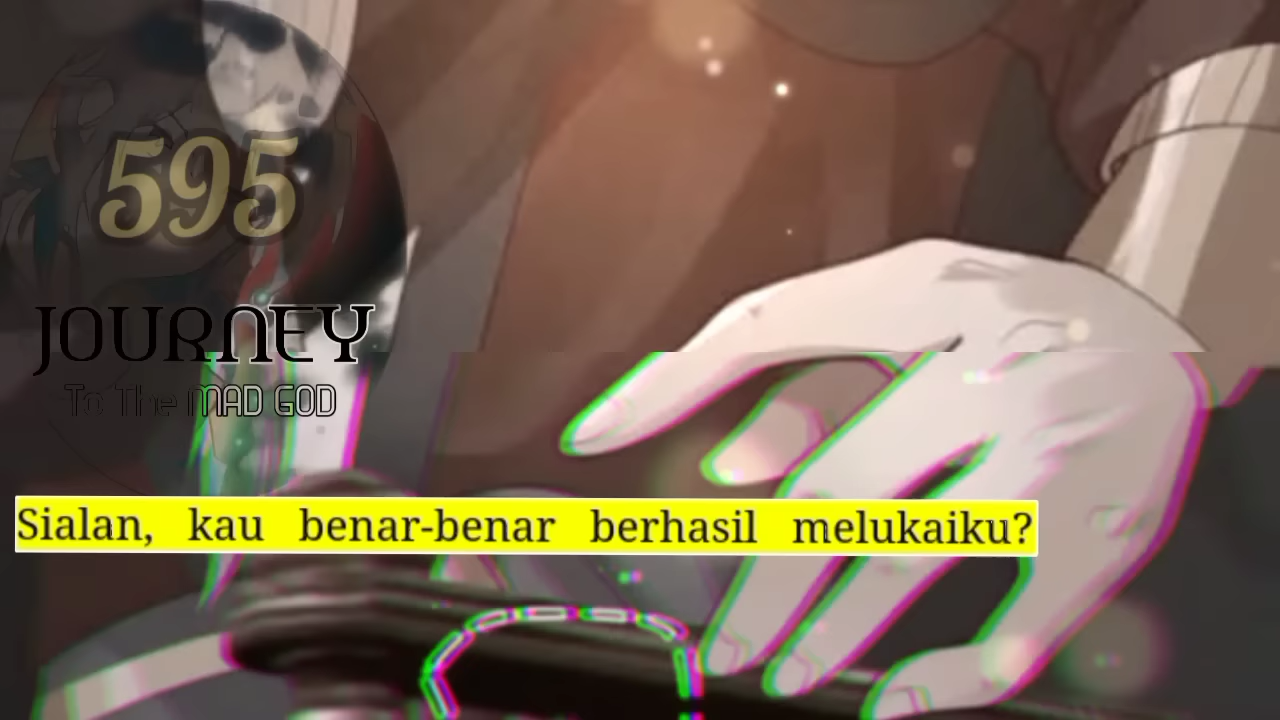 595
JOURNEY
To The MAD GOD
Sialan, kau benar-benar berhasil melukaiku?